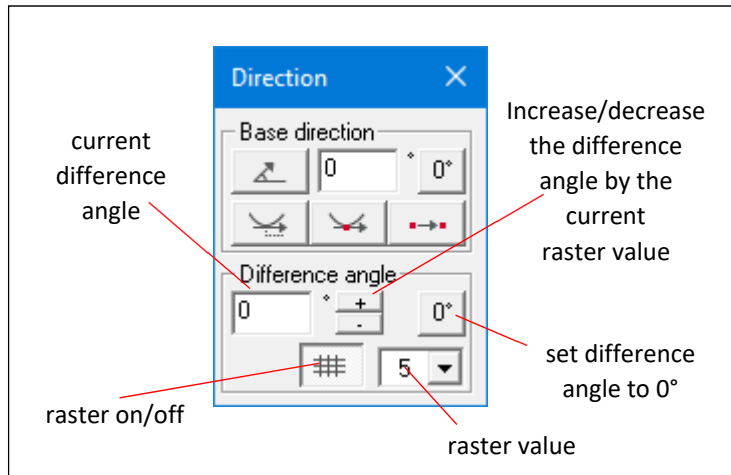 Direction
Base direction
0 ° 0°
Difference angle
0 ° + 0°
-
5
current
difference
angle
Increase/decrease
the difference
angle by the
current
raster value
set difference
angle to 0°
raster on/off
raster value